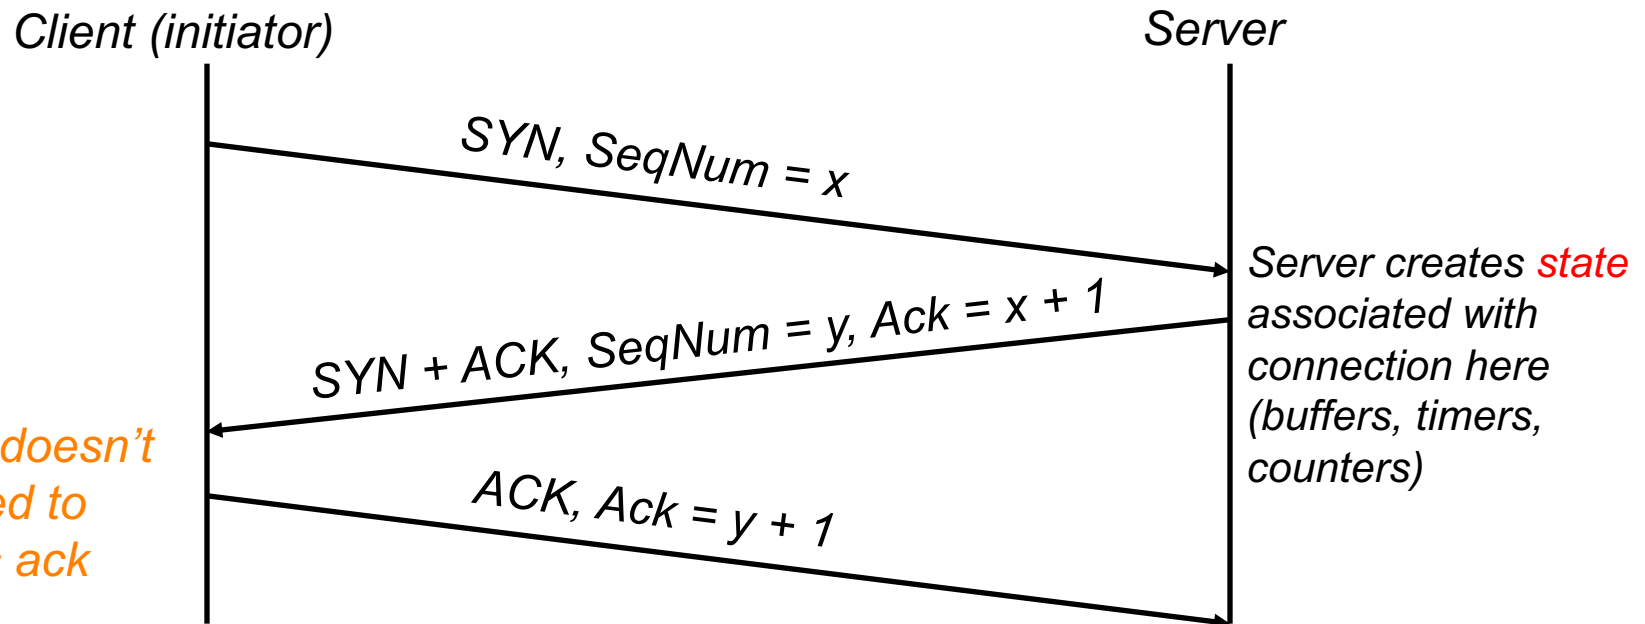 Client (initiator)
Server
SYN, SeqNum = x
Server creates state
associated with
connection here
(buffers, timers,
counters)
SYN + ACK, SeqNum = y, Ack = x + 1
doesn’t
to
ack
ACK, Ack = y + 1